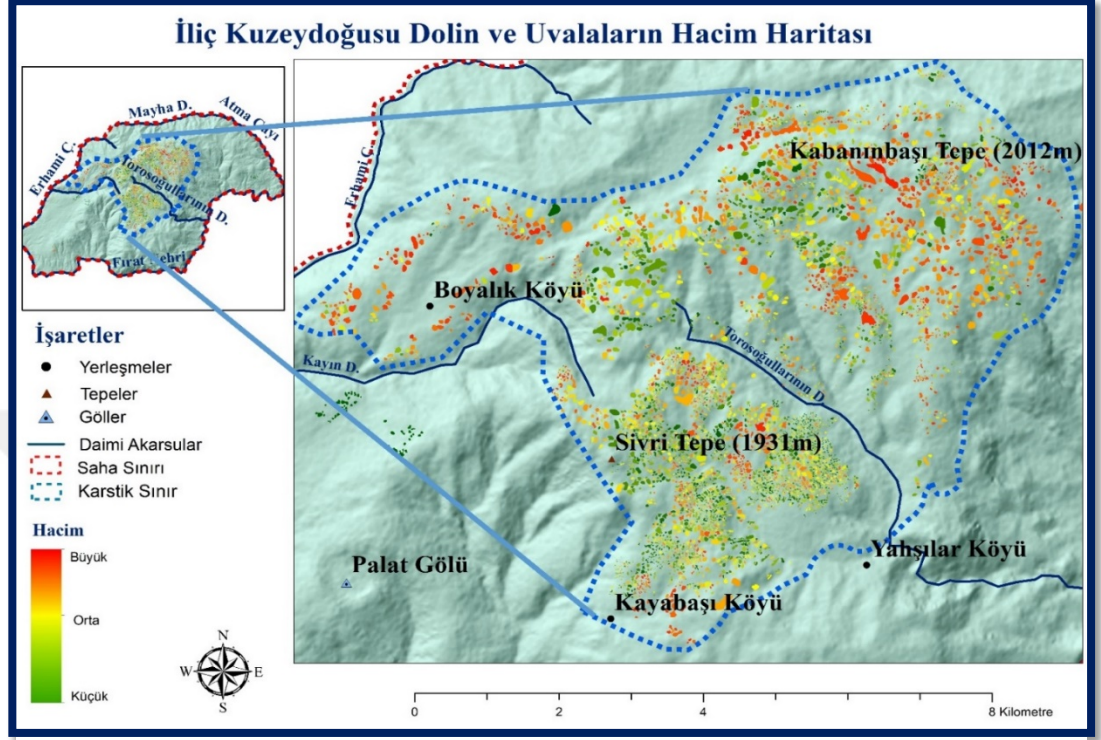 İliç Kuzeydoğusu Dolin ve Uvalaların Hacim Haritası
Mayha D.
Atma Çayı
Erhami Ç.
Torosoğullarının D.
Fırat Nehri
Erhami Ç.
Kabanınbaşı Tepe (2012m)
Boyalık Köyü
Kayın D.
Torosoğullarının D.
Sivri Tepe (1931m)
Palat Gölü
Yahşılar Köyü
Kayabaşı Köyü
İşaretler
Yerleşmeler
Tepeler
Göller
Daimi Akarsular
Saha Sınırı
Karstik Sınır
Hacim
Büyük
Orta
Küçük
N
W E
S
0 2 4 8 Kilometre